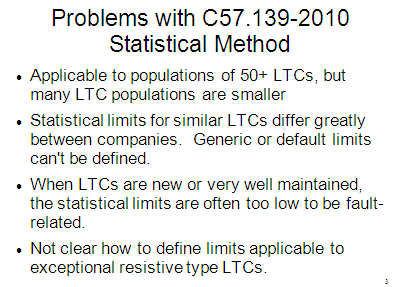 Problems with C57.139-2010
Statistical Method
• Applicable to populations of 50+ LTCs, but
many LTC populations are smaller
• Statistical limits for similar LTCs differ greatly
between companies.  Generic or default limits
can't be defined.
• When LTCs are new or very well maintained,
the statistical limits are often too low to be fault-
related.
• Not clear how to define limits applicable to
exceptional resistive type LTCs.
3